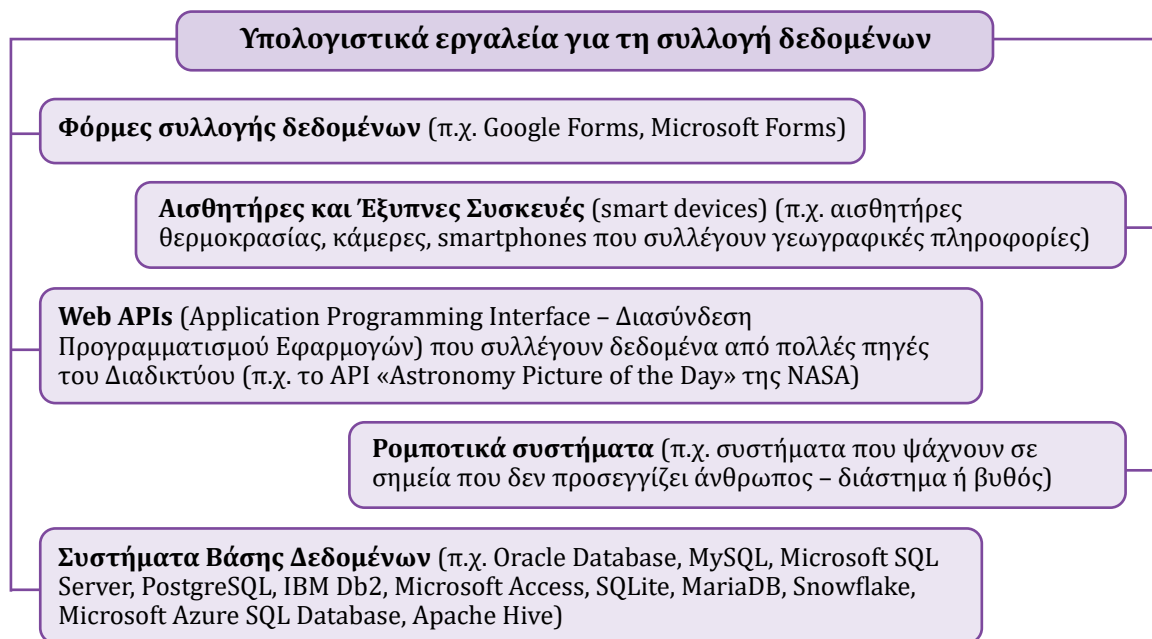 Υπολογιστικά εργαλεία για τη συλλογή δεδομένων
Φόρμες συλλογής δεδομένων (π.χ. Google Forms, Microsoft Forms)
Αισθητήρες και Έξυπνες Συσκευές (smart devices) (π.χ. αισθητήρες
θερμοκρασίας, κάμερες, smartphones που συλλέγουν γεωγραφικές πληροφορίες)
Web APIs (Application Programming Interface – Διασύνδεση
Προγραμματισμού Εφαρμογών) που συλλέγουν δεδομένα από πολλές πηγές
του Διαδικτύου (π.χ. το API «Astronomy Picture of the Day» της NASA)
Ρομποτικά συστήματα (π.χ. συστήματα που ψάχνουν σε
σημεία που δεν προσεγγίζει άνθρωπος – διάστημα ή βυθός)
Συστήματα Βάσης Δεδομένων (π.χ. Oracle Database, MySQL, Microsoft SQL
Server, PostgreSQL, IBM Db2, Microsoft Access, SQLite, MariaDB, Snowflake,
Microsoft Azure SQL Database, Apache Hive)